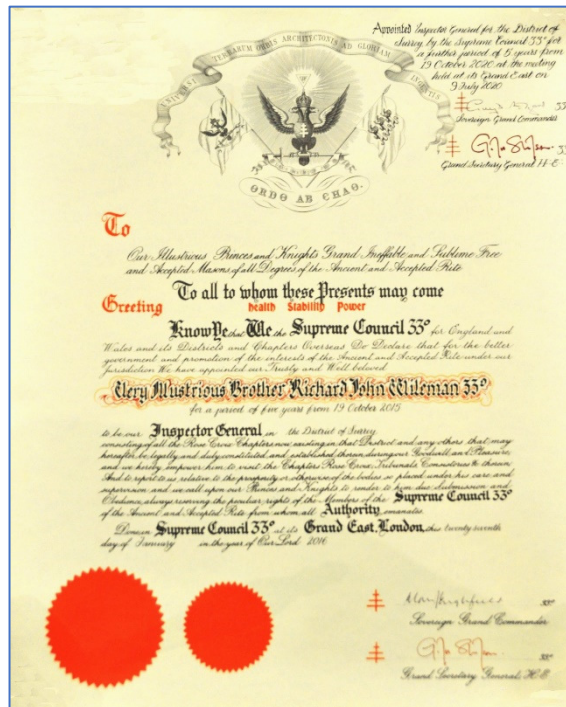 UNIVERSI TERRARUM ORBIS ARCHITECTONIS AD GLORIAM INGENTIS
ORDO AB CHAO.
Appointed Inspector General for the District of
Surrey by the Supreme Council 33° for
a further period of 5 years from
19 October 2020 at the meeting
held at its Grand East on
9 July 2020
33°
Sovereign Grand Commander
33°
Grand Secretary General H-E
To
Our Illustrious Princes and Knights Grand Ineffable and Sublime Free
and Accepted Masons of all Degrees of the Ancient and Accepted Rite
To all to whom these Presents may come
Greeting
Health Stability Power
Know Ye that We the Supreme Council 33° for England and
Wales and its Districts and Chapters Overseas Do Declare that for the better
government and promotion of the interests of the Ancient and Accepted Rite under our
jurisdiction We have appointed our Trusty and Well beloved
Very Illustrious Brother Richard John Wileman 33°
for a period of five years from 19 October 2015
to be our Inspector General in the District of Surrey
consisting of all the Rose Croix Chapters now existing in that District and any others that may
hereafter be legally and duly constituted and established therein during our Goodwill and Pleasure,
and we hereby empower him to visit the Chapters Rose Croix, Tribunals, Consistories &c therein
And to report to us relative to the prosperity or otherwise of the bodies so placed under his care and
supervision and we call upon our Princes and Knights to render to him due Submission and
Obedience always reserving the peculiar rights of the Members of the Supreme Council 33°
of the Ancient and Accepted Rite from whom all Authority emanates.
Done in Supreme Council 33° at its Grand East, London, this twenty seventh
day of January in the year of Our Lord 2016
33°
Sovereign Grand Commander
33°
Grand Secretary General, H.E